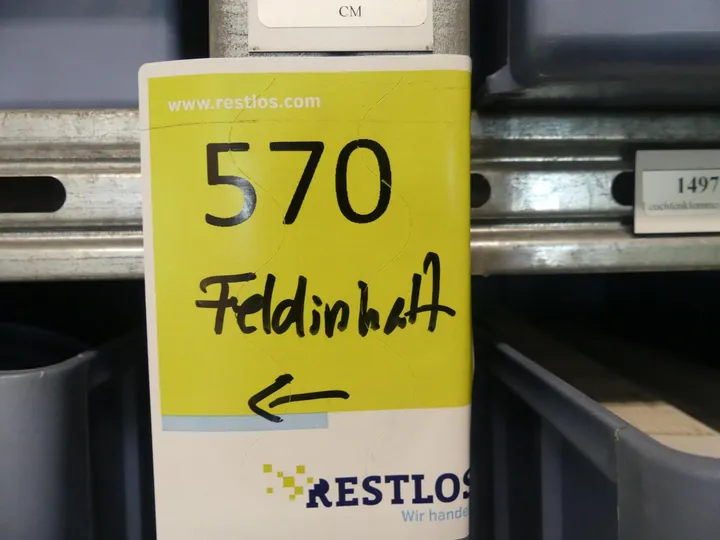 CM
www.restlos.com
570
1497
Feldinhalt
←
RESTLOS
Wir hande